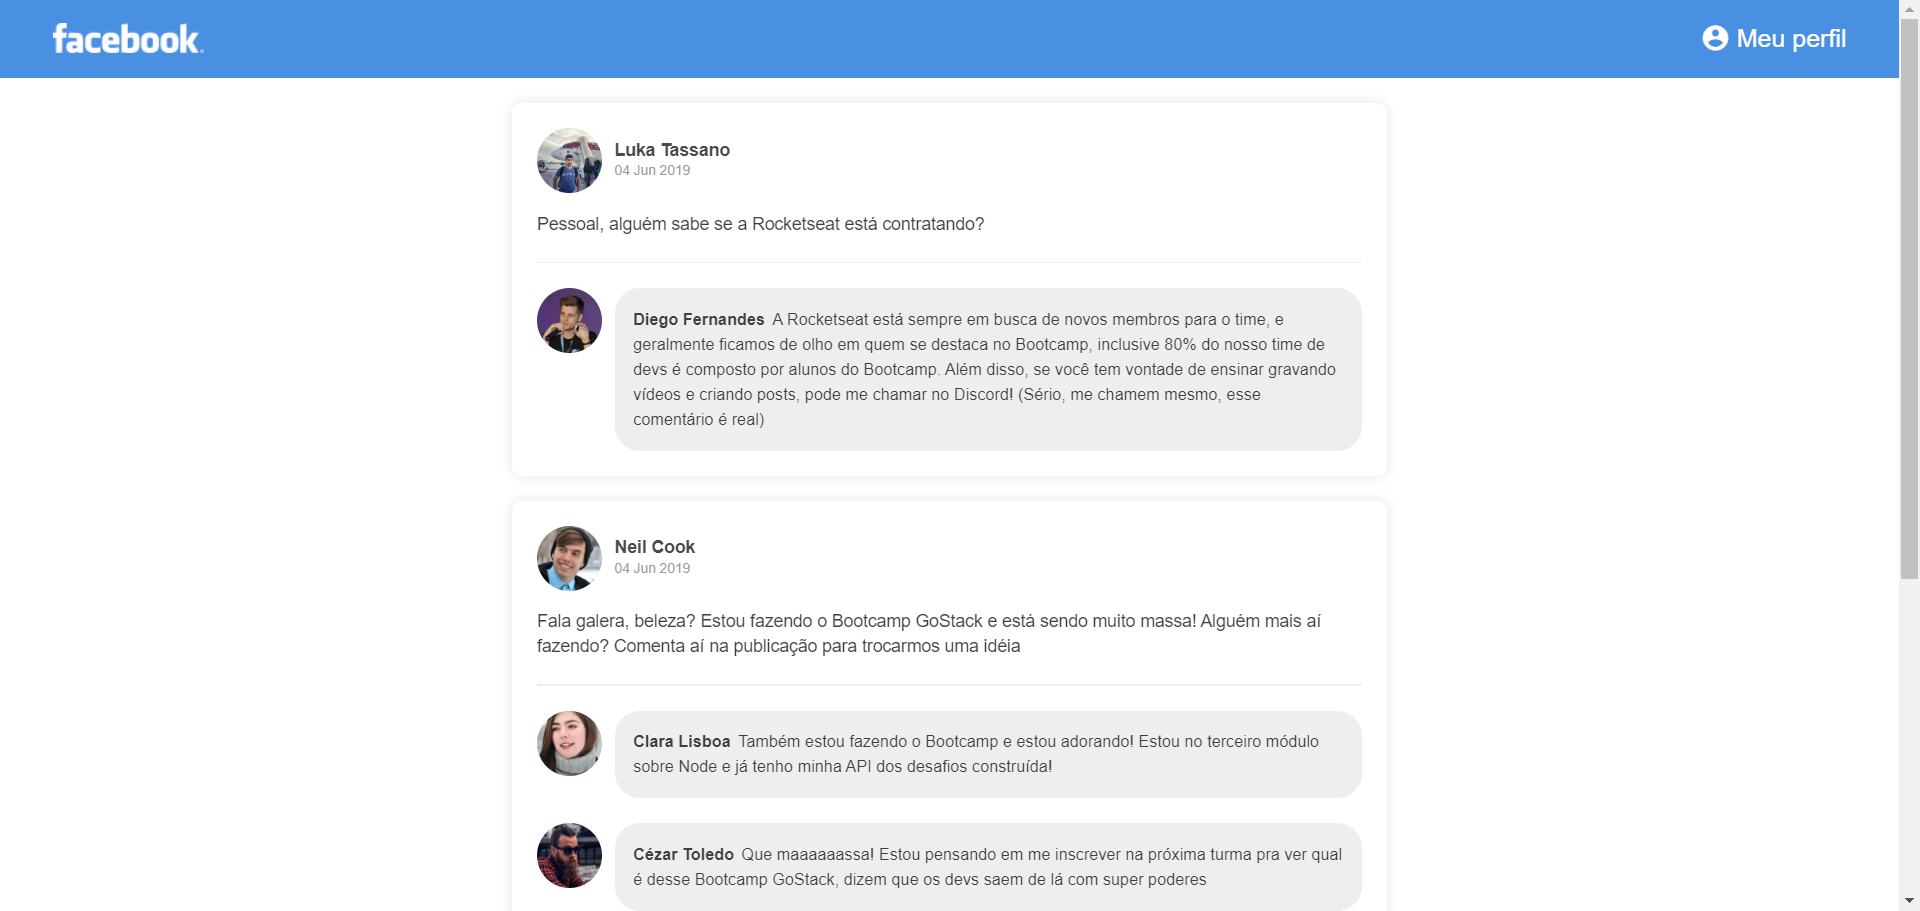 facebook.
Meu perfil
Luka Tassano
04 Jun 2019
Pessoal, alguém sabe se a Rocketseat está contratando?
Diego Fernandes A Rocketseat está sempre em busca de novos membros para o time, e
geralmente ficamos de olho em quem se destaca no Bootcamp, inclusive 80% do nosso time de
devs é composto por alunos do Bootcamp. Além disso, se você tem vontade de ensinar gravando
vídeos e criando posts, pode me chamar no Discord! (Sério, me chamem mesmo, esse
comentário é real)
Neil Cook
04 Jun 2019
Fala galera, beleza? Estou fazendo o Bootcamp GoStack e está sendo muito massa! Alguém mais aí
fazendo? Comenta aí na publicação para trocarmos uma idéia
Clara Lisboa Também estou fazendo o Bootcamp e estou adorando! Estou no terceiro módulo
sobre Node e já tenho minha API dos desafios construída!
Cézar Toledo Que maaaaaassa! Estou pensando em me inscrever na próxima turma pra ver qual
é desse Bootcamp GoStack, dizem que os devs saem de lá com super poderes